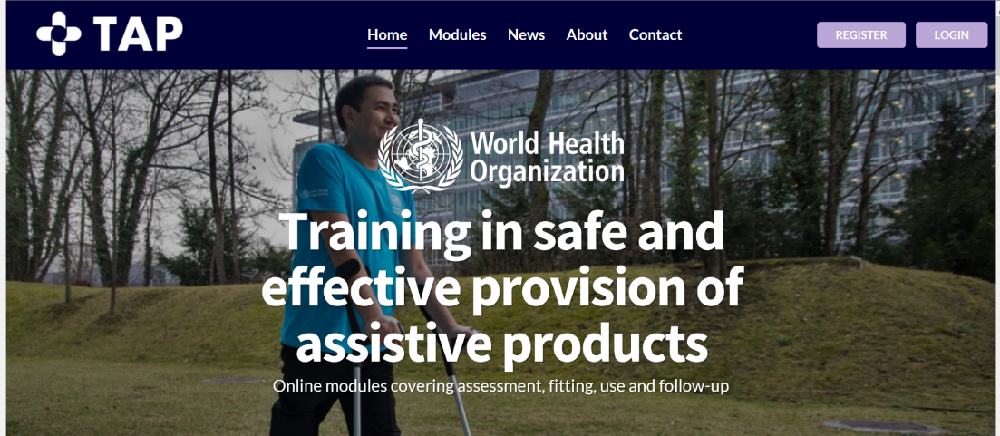 TAP
Home Modules News About Contact REGISTER LOGIN
World Health
Organization
Training in safe and
effective provision of
assistive products
Online modules covering assessment, fitting, use and follow-up